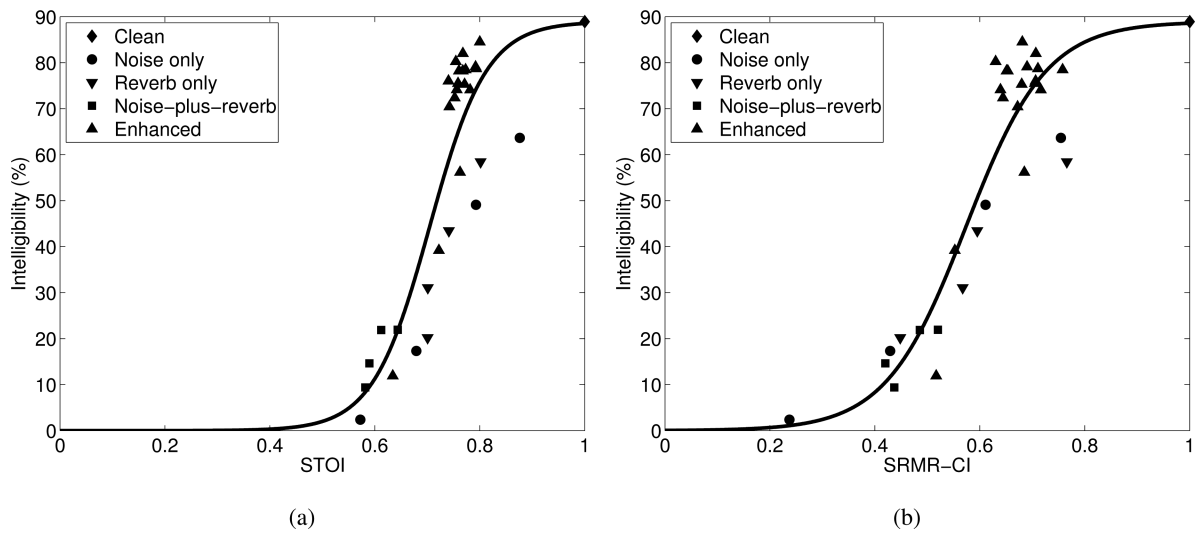 90
80
70
60
50
40
30
20
10
0
Intelligibility (%)
Clean
Noise only
Reverb only
Noise−plus−reverb
Enhanced
0 0.2 0.4 0.6 0.8 1
STOI
(a)
90
80
70
60
50
40
30
20
10
0
Intelligibility (%)
Clean
Noise only
Reverb only
Noise−plus−reverb
Enhanced
0 0.2 0.4 0.6 0.8 1
SRMR−CI
(b)